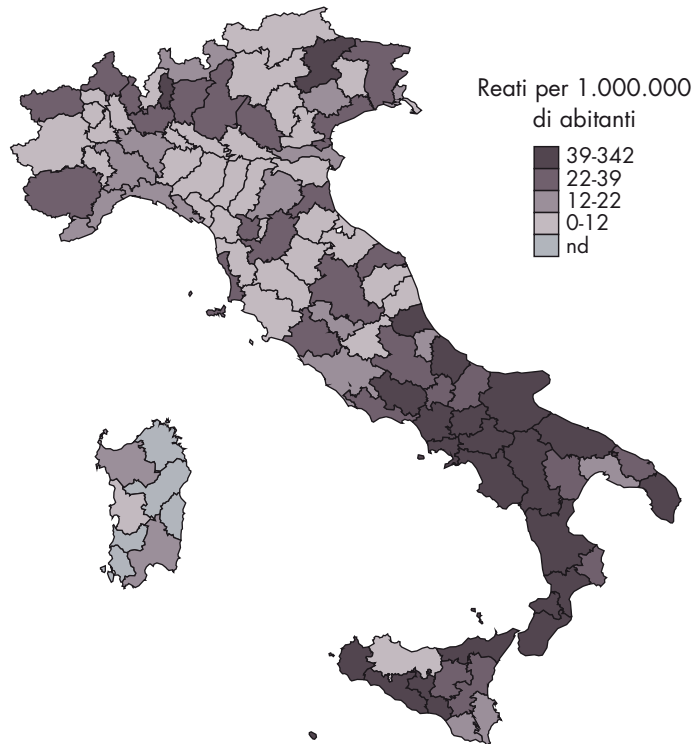 Reati per 1.000.000
di abitanti
39-342
22-39
12-22
0-12
nd